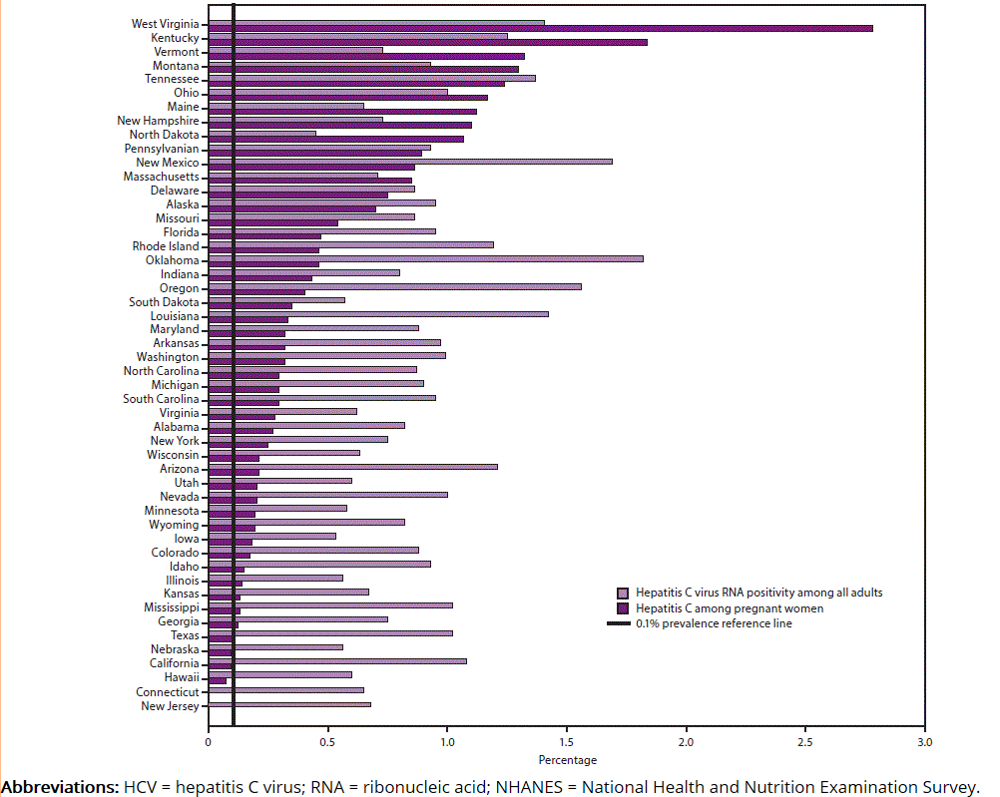 West Virginia
Kentucky
Vermont
Montana
Tennessee
Ohio
Maine
New Hampshire
North Dakota
Pennsylvanian
New Mexico
Massachusetts
Delaware
Alaska
Missouri
Florida
Rhode Island
Oklahoma
Indiana
Oregon
South Dakota
Louisiana
Maryland
Arkansas
Washington
North Carolina
Michigan
South Carolina
Virginia
Alabama
New York
Wisconsin
Arizona
Utah
Nevada
Minnesota
Wyoming
Iowa
Colorado
Idaho
Illinois
Kansas
Mississippi
Georgia
Texas
Nebraska
California
Hawaii
Connecticut
New Jersey
Hepatitis C virus RNA positivity among all adults
Hepatitis C among pregnant women
0.1% prevalence reference line
0 0.5 1.0 1.5 2.0 2.5 3.0
Percentage
Abbreviations: HCV = hepatitis C virus; RNA = ribonucleic acid; NHANES = National Health and Nutrition Examination Survey.